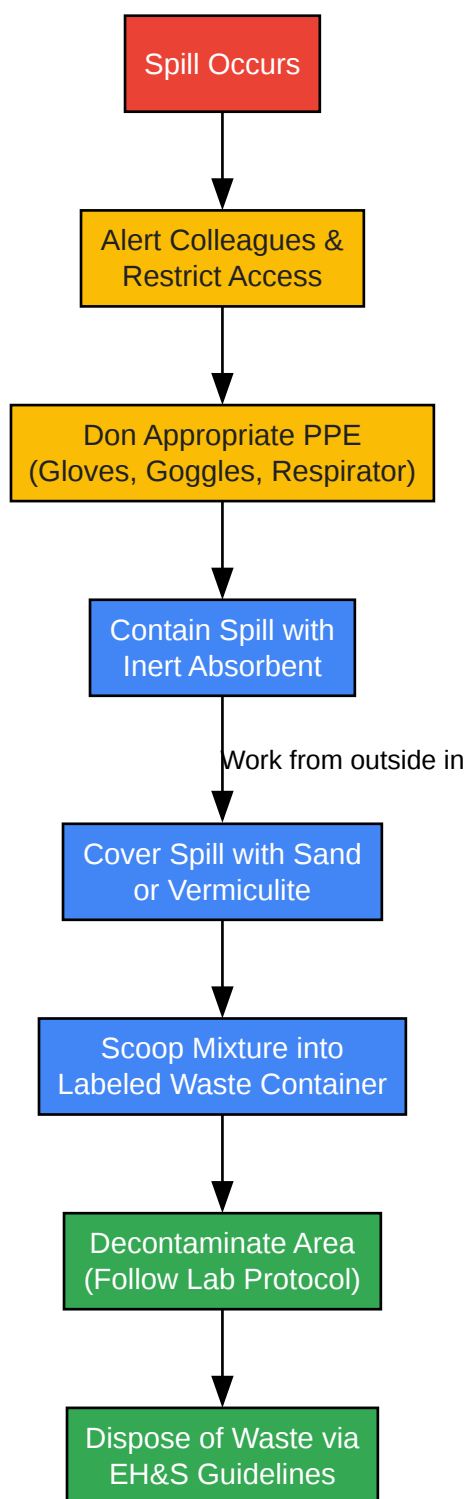 Spill Occurs
Alert Colleagues &
Restrict Access
Don Appropriate PPE
(Gloves, Goggles, Respirator)
Contain Spill with
Inert Absorbent
Work from outside in
Cover Spill with Sand
or Vermiculite
Scoop Mixture into
Labeled Waste Container
Decontaminate Area
(Follow Lab Protocol)
Dispose of Waste via
EH&S Guidelines